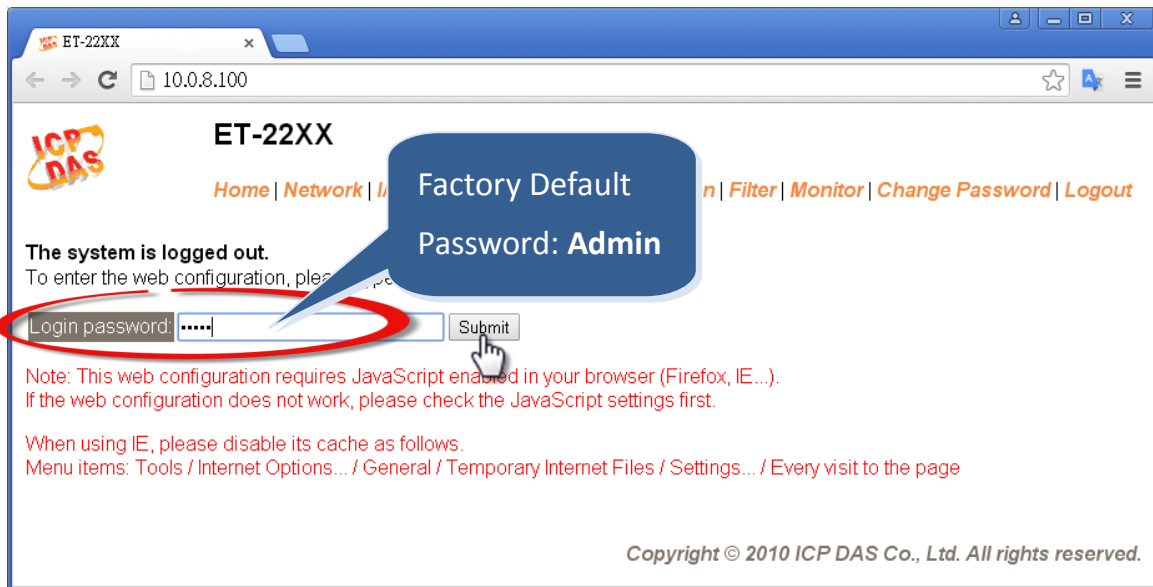 ET-22XX
10.0.8.100
ICP DAS
ET-22XX
Home | Network | I/ n | Filter | Monitor | Change Password | Logout
Factory Default
Password: Admin
The system is logged out.
To enter the web configuration, please
Login password: •••••
Submit
Note: This web configuration requires JavaScript enabled in your browser (Firefox, IE...).
If the web configuration does not work, please check the JavaScript settings first.
When using IE, please disable its cache as follows.
Menu items: Tools / Internet Options... / General / Temporary Internet Files / Settings... / Every visit to the page
Copyright © 2010 ICP DAS Co., Ltd. All rights reserved.